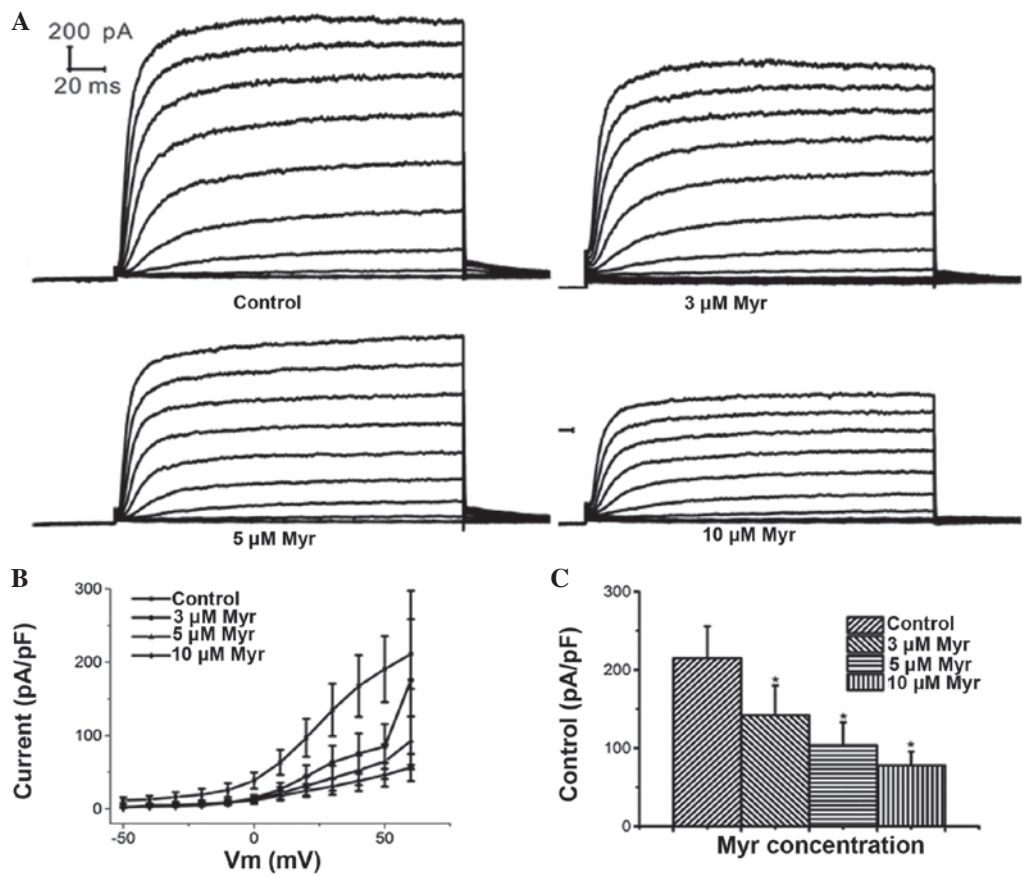 A
200 pA
20 ms
Control
3 µM Myr
5 µM Myr
10 µM Myr
B
300
200
100
0
-50
0
50
Current (pA/pF)
Vm (mV)
Control
3 µM Myr
5 µM Myr
10 µM Myr
C
300
200
100
0
Control (pA/pF)
Myr concentration
* * *
Control
3 µM Myr
5 µM Myr
10 µM Myr